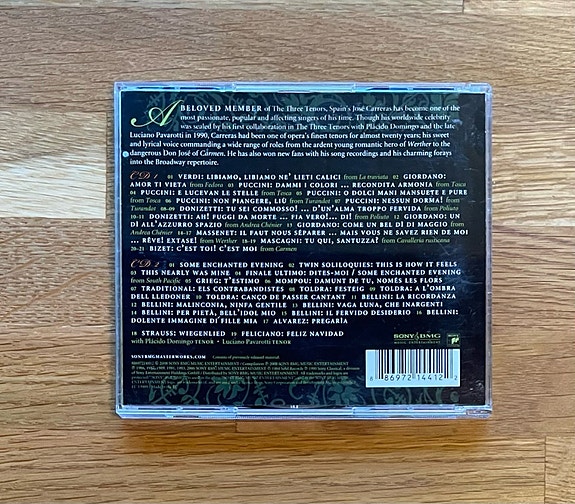 A BELOVED MEMBER of The Three Tenors, Spain's José Carreras has become one of the
most passionate, popular and affecting singers of his time. Though his worldwide celebrity
was sealed by his first collaboration in The Three Tenors with Plácido Domingo and the late
Luciano Pavarotti in 1990, Carreras had been one of opera's finest tenors for almost twenty years; his sweet
and lyrical voice commanding a wide range of roles from the ardent young romantic hero of Werther to
the dangerous Don José of Carmen. He has also won new fans with his song recordings and his charming forays
into the Broadway repertoire.
CD 1 01 VERDI: LIBIAMO, LIBIAMO NE' LIETI CALICI from La traviata 02 GIORDANO:
AMOR TI VIETA from Fedora 03 PUCCINI: DAMMI I COLORI ... RECONDITA ARMONIA from Tosca
04 PUCCINI: E LUCEVAN LE STELLE from Tosca 05 PUCCINI: O DOLCI MANI MANSUETE E PURE
from Tosca 06 PUCCINI: NON PIANGERE, LIÙ from Turandot 07 PUCCINI: NESSUN DORMA! from
Turandot 08-09 DONIZETTI: TU SEI COMMOSSO! ... D'UN'ALMA TROPPO FERVIDA from Poliuto
10-11 DONIZETTI: AH! FUGGI DA MORTE ... FIA VERO!... DI! from Poliuto 12 GIORDANO: UN
DÌ ALL'AZZURRO SPAZIO from Andrea Chénier 13 GIORDANO: COME UN BEL DÌ DI MAGGIO from
Andrea Chénier 14-17 MASSENET: IL FAUT NOUS SÉPARER ... MAIS VOUS NE SAVEZ RIEN DE MOI
... RÊVE! EXTASE! from Werther 18-19 MASCAGNI: TU QUI, SANTUZZA? from Cavalleria rusticana
20-21 BIZET: C'EST TOI! C'EST MOI! from Carmen
CD 2 01 SOME ENCHANTED EVENING 02 TWIN SOLILOQUIES: THIS IS HOW IT FEELS
03 THIS NEARLY WAS MINE 04 FINALE ULTIMO: DITES-MOI / SOME ENCHANTED EVENING
from South Pacific 05 GRIEG: T'ESTIMO 06 MOMPOU: DAMUNT DE TU, NOMÉS LES FLORS
07 TRADITIONAL: ELS CONTRABANDISTES 08 TOLDRA: FESTEIG 09 TOLDRA: A L'OMBRA
DEL LLEDONER 10 TOLDRA: CANÇO DE PASSER CANTANT 11 BELLINI: LA RICORDANZA
12 BELLINI: MALINCONIA, NINFA GENTILE 13 BELLINI: VAGA LUNA, CHE INARGENTI
14 BELLINI: PER PIETÀ, BELL'IDOL MIO 15 BELLINI: IL FERVIDO DESIDERIO 16 BELLINI:
DOLENTE IMMAGINE DI FILLE MIA 17 ALVAREZ: PREGARÌA
18 STRAUSS: WIEGENLIED 19 FELICIANO: FELIZ NAVIDAD
with Plácido Domingo TENOR • Luciano Pavarotti TENOR
SONY BMG
MUSIC ENTERTAINMENT
SONYBMGMASTERWORKS.COM
8 86972 14412 2